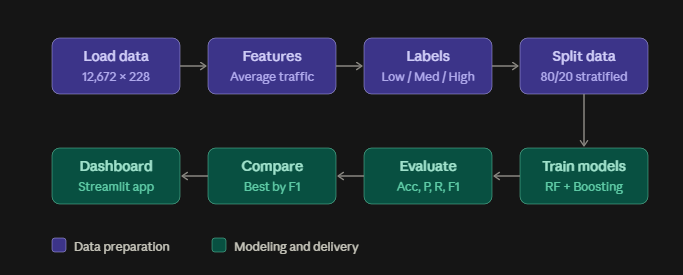 Load data
12,672 × 228
Features
Average traffic
Labels
Low / Med / High
Split data
80/20 stratified
Train models
RF + Boosting
Evaluate
Acc, P, R, F1
Compare
Best by F1
Dashboard
Streamlit app
Data preparation
Modeling and delivery